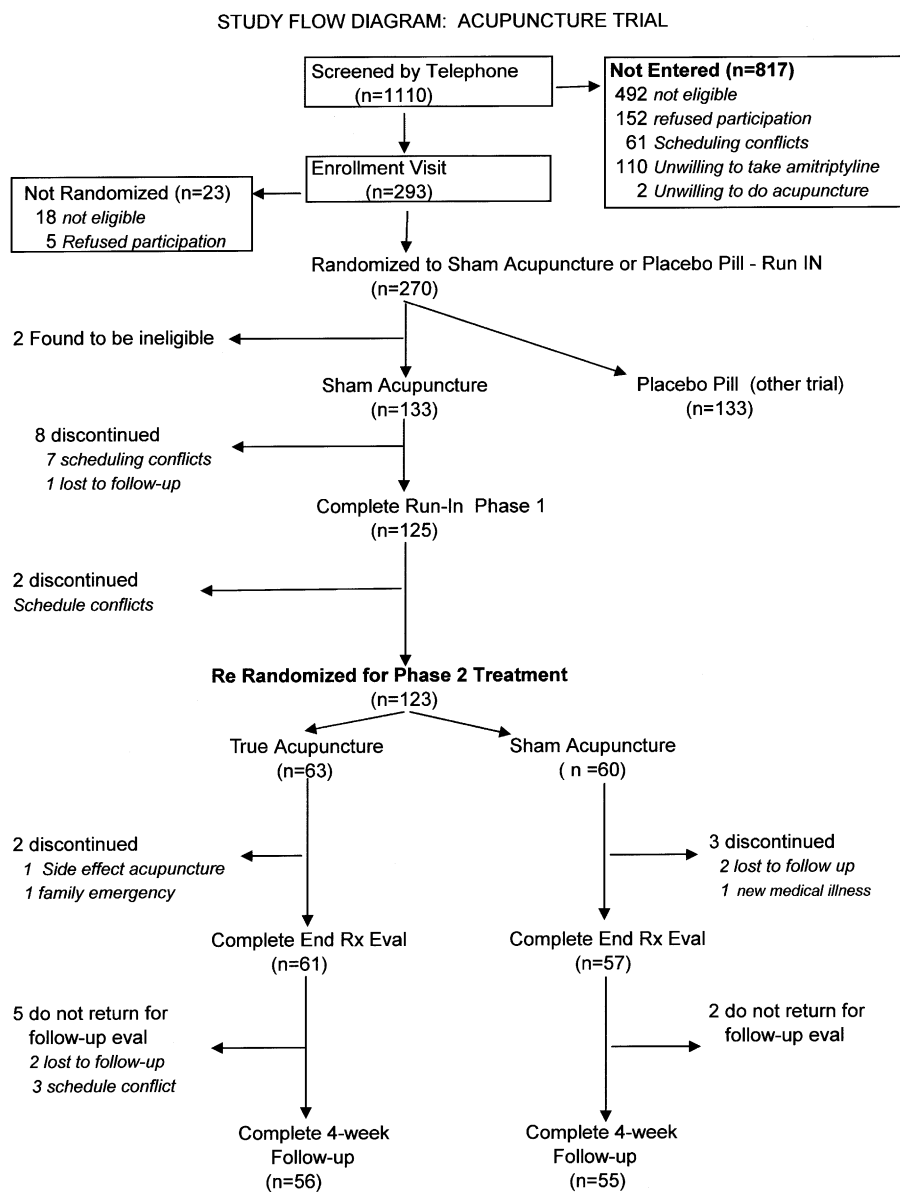 STUDY FLOW DIAGRAM: ACUPUNCTURE TRIAL
Screened by Telephone
(n=1110)
Not Entered (n=817)
492 not eligible
152 refused participation
61 Scheduling conflicts
110 Unwilling to take amitriptyline
2 Unwilling to do acupuncture
Enrollment Visit
(n=293)
Not Randomized (n=23)
18 not eligible
5 Refused participation
Randomized to Sham Acupuncture or Placebo Pill - Run IN
(n=270)
2 Found to be ineligible
Sham Acupuncture
(n=133)
Placebo Pill (other trial)
(n=133)
8 discontinued
7 scheduling conflicts
1 lost to follow-up
Complete Run-In Phase 1
(n=125)
2 discontinued
Schedule conflicts
Re Randomized for Phase 2 Treatment
(n=123)
True Acupuncture
(n=63)
Sham Acupuncture
( n =60)
2 discontinued
1 Side effect acupuncture
1 family emergency
3 discontinued
2 lost to follow up
1 new medical illness
Complete End Rx Eval
(n=61)
Complete End Rx Eval
(n=57)
5 do not return for
follow-up eval
2 lost to follow-up
3 schedule conflict
2 do not return for
follow-up eval
Complete 4-week
Follow-up
(n=56)
Complete 4-week
Follow-up
(n=55)